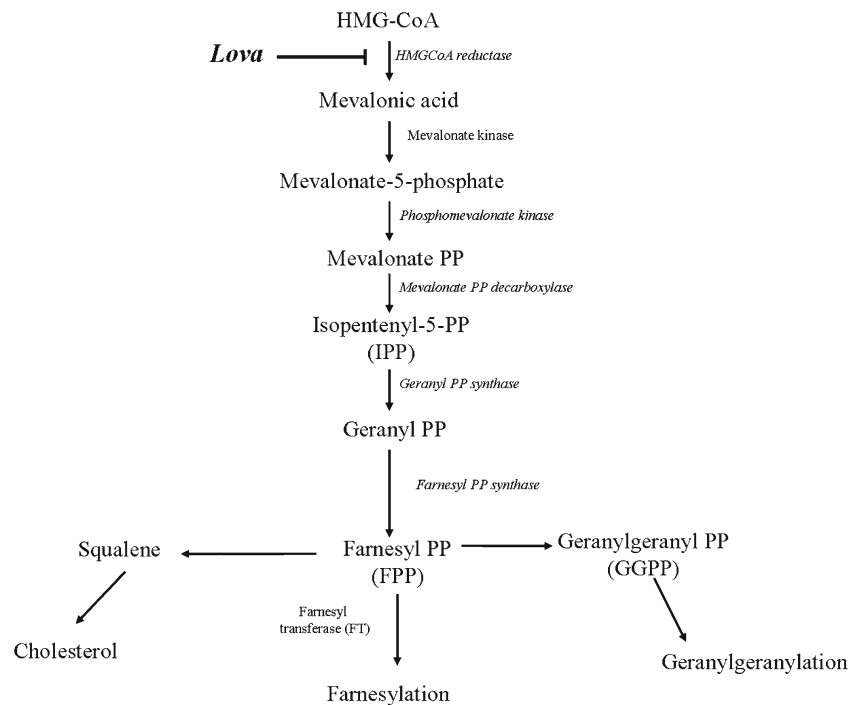 HMG-CoA
Lova
HMGCoA reductase
Mevalonic acid
Mevalonate kinase
Mevalonate-5-phosphate
Phosphomevalonate kinase
Mevalonate PP
Mevalonate PP decarboxylase
Isopentenyl-5-PP
(IPP)
Geranyl PP synthase
Geranyl PP
Farnesyl PP synthase
Squalene
Farnesyl PP
(FPP)
Geranylgeranyl PP
(GGPP)
Farnesyl
transferase (FT)
Cholesterol
Farnesylation
Geranylgeranylation